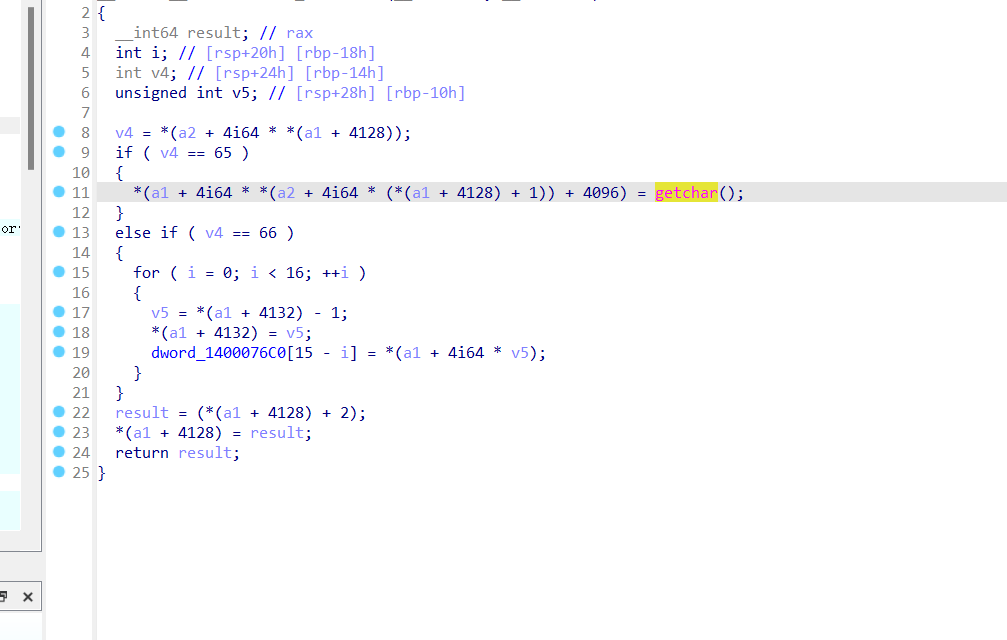 2 {
3 __int64 result; // rax
4 int i; // [rsp+20h] [rbp-18h]
5 int v4; // [rsp+24h] [rbp-14h]
6 unsigned int v5; // [rsp+28h] [rbp-10h]
7
8 v4 = *(a2 + 4i64 * *(a1 + 4128));
9 if ( v4 == 65 )
10 {
11 *(a1 + 4i64 * *(a2 + 4i64 * (*(a1 + 4128) + 1)) + 4096) = getchar();
12 }
or
13 else if ( v4 == 66 )
14 {
15 for ( i = 0; i < 16; ++i )
16 {
17 v5 = *(a1 + 4132) - 1;
18 *(a1 + 4132) = v5;
19 dword_1400076C0[15 - i] = *(a1 + 4i64 * v5);
20 }
21 }
22 result = (*(a1 + 4128) + 2);
23 *(a1 + 4128) = result;
24 return result;
25 }